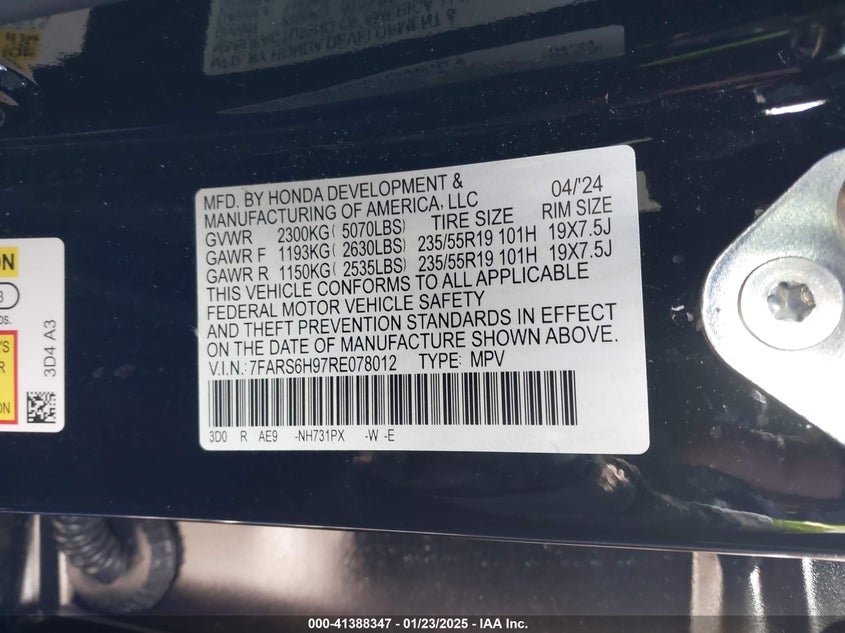 MFD. BY HONDA DEVELOPMENT &
MANUFACTURING OF AMERICA, LLC 04/'24
GVWR 2300KG( 5070LBS) TIRE SIZE RIM SIZE
GAWR F 1193KG( 2630LBS) 235/55R19 101H 19X7.5J
GAWR R 1150KG( 2535LBS) 235/55R19 101H 19X7.5J
THIS VEHICLE CONFORMS TO ALL APPLICABLE
FEDERAL MOTOR VEHICLE SAFETY
AND THEFT PREVENTION STANDARDS IN EFFECT
ON THE DATE OF MANUFACTURE SHOWN ABOVE.
V.I.N.:7FARS6H97RE078012 TYPE: MPV
3D0 R AE9 -NH731PX -W -E
3D4 A3
000-41388347 - 01/23/2025 - IAA Inc.